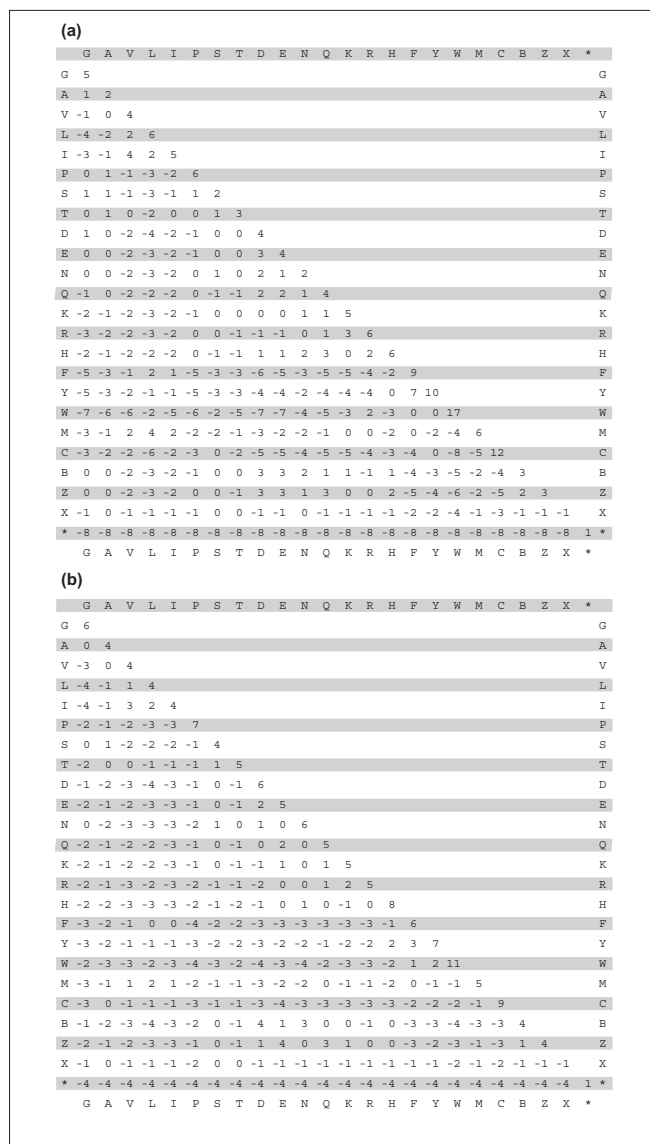 (a)
G A V L I P S T D E N Q K R H F Y W M C B Z X *
G 5 G
A 1 2 A
V -1 0 4 V
L -4 -2 2 6 L
I -3 -1 4 2 5 I
P 0 1 -1 -3 -2 6 P
S 1 1 -1 -3 -1 1 2 S
T 0 1 0 -2 0 0 1 3 T
D 1 0 -2 -4 -2 -1 0 0 4 D
E 0 0 -2 -3 -2 -1 0 0 3 4 E
N 0 0 -2 -3 -2 0 1 0 2 1 2 N
Q -1 0 -2 -2 -2 0 -1 -1 2 2 1 4 Q
K -2 -1 -2 -3 -2 -1 0 0 0 0 1 1 5 K
R -3 -2 -2 -3 -2 0 0 -1 -1 -1 0 1 3 6 R
H -2 -1 -2 -2 -2 0 -1 -1 1 1 2 3 0 2 6 H
F -5 -3 -1 2 1 -5 -3 -3 -6 -5 -3 -5 -5 -4 -2 9 F
Y -5 -3 -2 -1 -1 -5 -3 -3 -4 -4 -2 -4 -4 -4 0 7 10 Y
W -7 -6 -6 -2 -5 -6 -2 -5 -7 -7 -4 -5 -3 2 -3 0 0 17 W
M -3 -1 2 4 2 -2 -2 -1 -3 -2 -2 -1 0 0 -2 0 -2 -4 6 M
C -3 -2 -2 -6 -2 -3 0 -2 -5 -5 -4 -5 -5 -4 -3 -4 0 -8 -5 12 C
B 0 0 -2 -3 -2 -1 0 0 3 3 2 1 1 -1 1 -4 -3 -5 -2 -4 3 B
Z 0 0 -2 -3 -2 0 0 -1 3 3 1 3 0 0 2 -5 -4 -6 -2 -5 2 3 Z
X -1 0 -1 -1 -1 -1 0 0 -1 -1 0 -1 -1 -1 -1 -2 -2 -4 -1 -3 -1 -1 -1 X
* -8 -8 -8 -8 -8 -8 -8 -8 -8 -8 -8 -8 -8 -8 -8 -8 -8 -8 -8 -8 -8 -8 -8 1 *
G A V L I P S T D E N Q K R H F Y W M C B Z X *
(b)
G A V L I P S T D E N Q K R H F Y W M C B Z X *
G 6 G
A 0 4 A
V -3 0 4 V
L -4 -1 1 4 L
I -4 -1 3 2 4 I
P -2 -1 -2 -3 -3 7 P
S 0 1 -2 -2 -2 -1 4 S
T -2 0 0 -1 -1 -1 1 5 T
D -1 -2 -3 -4 -3 -1 0 -1 6 D
E -2 -1 -2 -3 -3 -1 0 -1 2 5 E
N 0 -2 -3 -3 -3 -2 1 0 1 0 6 N
Q -2 -1 -2 -2 -3 -1 0 -1 0 2 0 5 Q
K -2 -1 -2 -2 -3 -1 0 -1 -1 1 0 1 5 K
R -2 -1 -3 -2 -3 -2 -1 -1 -2 0 0 1 2 5 R
H -2 -2 -3 -3 -3 -2 -1 -2 -1 0 1 0 -1 0 8 H
F -3 -2 -1 0 0 -4 -2 -2 -3 -3 -3 -3 -3 -3 -1 6 F
Y -3 -2 -1 -1 -1 -3 -2 -2 -3 -2 -2 -1 -2 -2 2 3 7 Y
W -2 -3 -3 -2 -3 -4 -3 -2 -4 -3 -4 -2 -3 -3 -2 1 2 11 W
M -3 -1 1 2 1 -2 -1 -1 -3 -2 -2 0 -1 -1 -2 0 -1 -1 5 M
C -3 0 -1 -1 -1 -3 -1 -1 -3 -4 -3 -3 -3 -3 -3 -2 -2 -2 -1 9 C
B -1 -2 -3 -4 -3 -2 0 -1 4 1 3 0 0 -1 0 -3 -3 -4 -3 -3 4 B
Z -2 -1 -2 -3 -3 -1 0 -1 1 4 0 3 1 0 0 -3 -2 -3 -1 -3 1 4 Z
X -1 0 -1 -1 -1 -2 0 0 -1 -1 -1 -1 -1 -1 -1 -1 -1 -2 -1 -2 -1 -1 -1 X
* -4 -4 -4 -4 -4 -4 -4 -4 -4 -4 -4 -4 -4 -4 -4 -4 -4 -4 -4 -4 -4 -4 -4 1 *
G A V L I P S T D E N Q K R H F Y W M C B Z X *